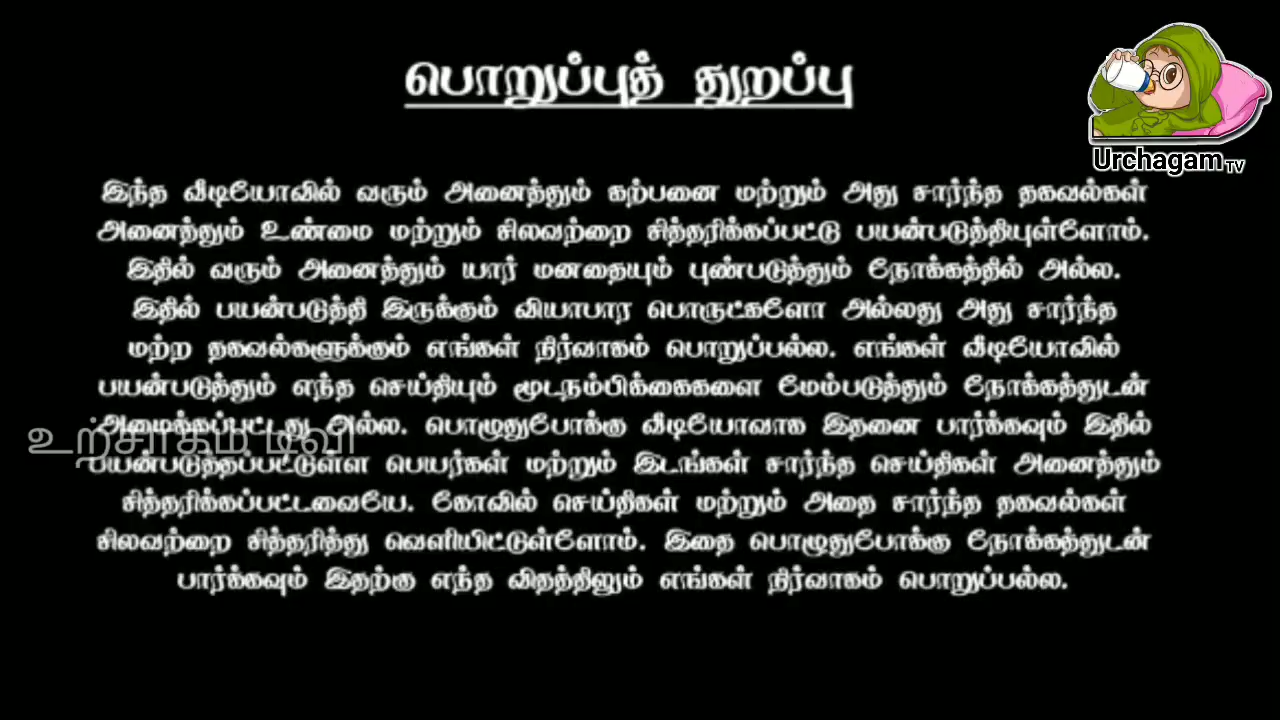 பொறுப்புத் துறப்பு
Urchagam TV
இந்த வீடியோவில் வரும் அனைத்தும் கற்பனை மற்றும் அது சார்ந்த தகவல்கள்
அனைத்தும் உண்மை மற்றும் சிலவற்றை சித்தரிக்கப்பட்டு பயன்படுத்தியுள்ளோம்.
இதில் வரும் அனைத்தும் யார் மனதையும் புண்படுத்தும் நோக்கத்தில் அல்ல.
இதில் பயன்படுத்தி இருக்கும் வியாபார பொருட்களோ அல்லது அது சார்ந்த
மற்ற தகவல்களுக்கும் எங்கள் நிர்வாகம் பொறுப்பல்ல. எங்கள் வீடியோவில்
பயன்படுத்தும் எந்த செய்தியும் மூடநம்பிக்கைகளை மேம்படுத்தும் நோக்கத்துடன்
அமைக்கப்பட்டது அல்ல. பொழுதுபோக்கு வீடியோவாக இதனை பார்க்கவும் இதில்
உற்சாகம் டிவி
பயன்படுத்தப்பட்டுள்ள பெயர்கள் மற்றும் இடங்கள் சார்ந்த செய்திகள் அனைத்தும்
சித்தரிக்கப்பட்டவையே. கோவில் செய்திகள் மற்றும் அதை சார்ந்த தகவல்கள்
சிலவற்றை சித்தரித்து வெளியிட்டுள்ளோம். இதை பொழுதுபோக்கு நோக்கத்துடன்
பார்க்கவும் இதற்கு எந்த விதத்திலும் எங்கள் நிர்வாகம் பொறுப்பல்ல.